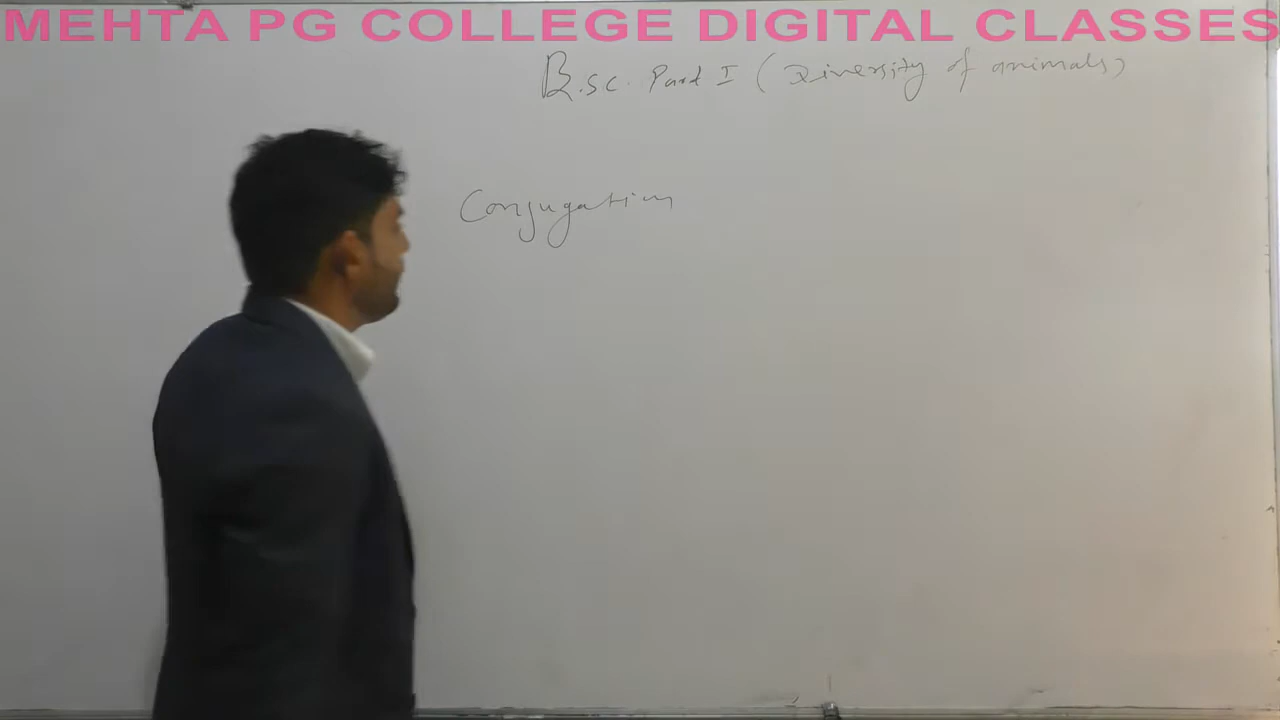 MEHTA PG COLLEGE DIGITAL CLASSES
B.sc. Part I (Diversity of animals)
Conjugation